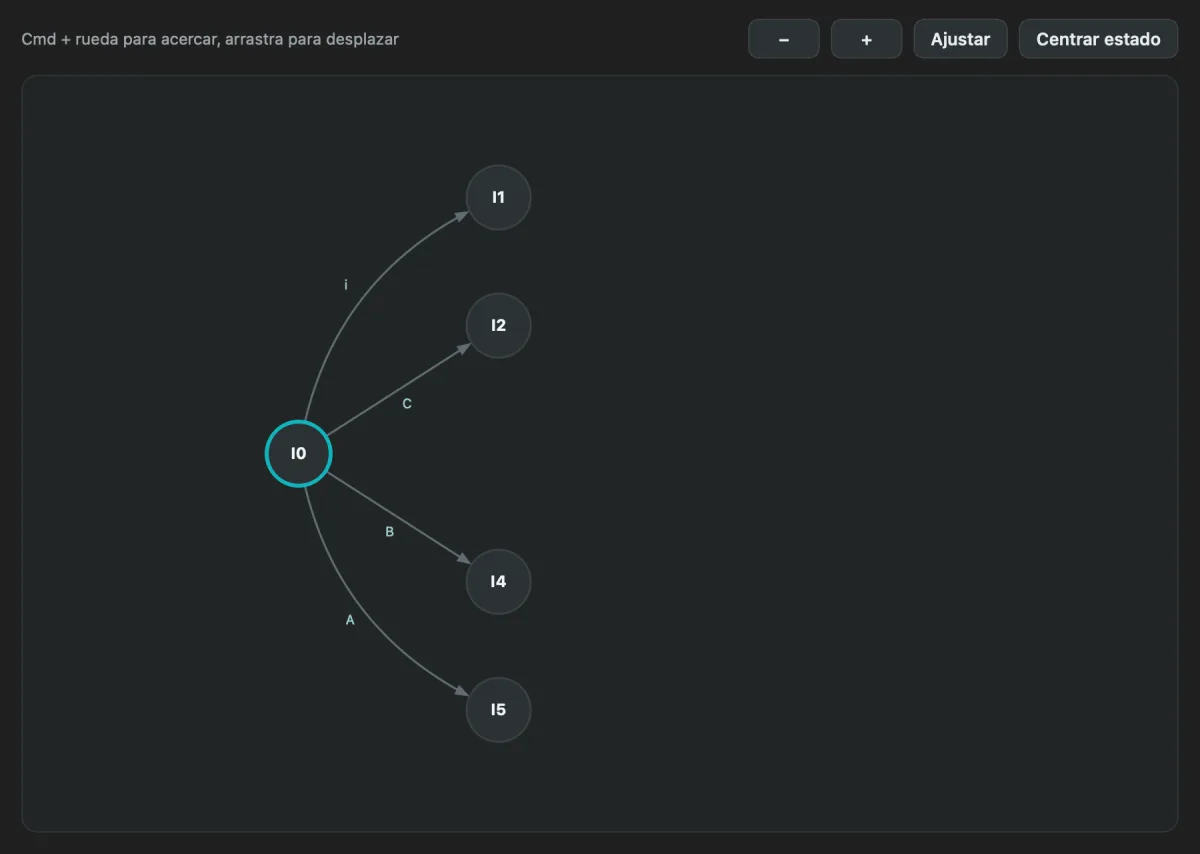 Cmd + rueda para acercar, arrastra para desplazar
−
+
Ajustar
Centrar estado
I1
i
I2
C
I0
B
I4
A
I5